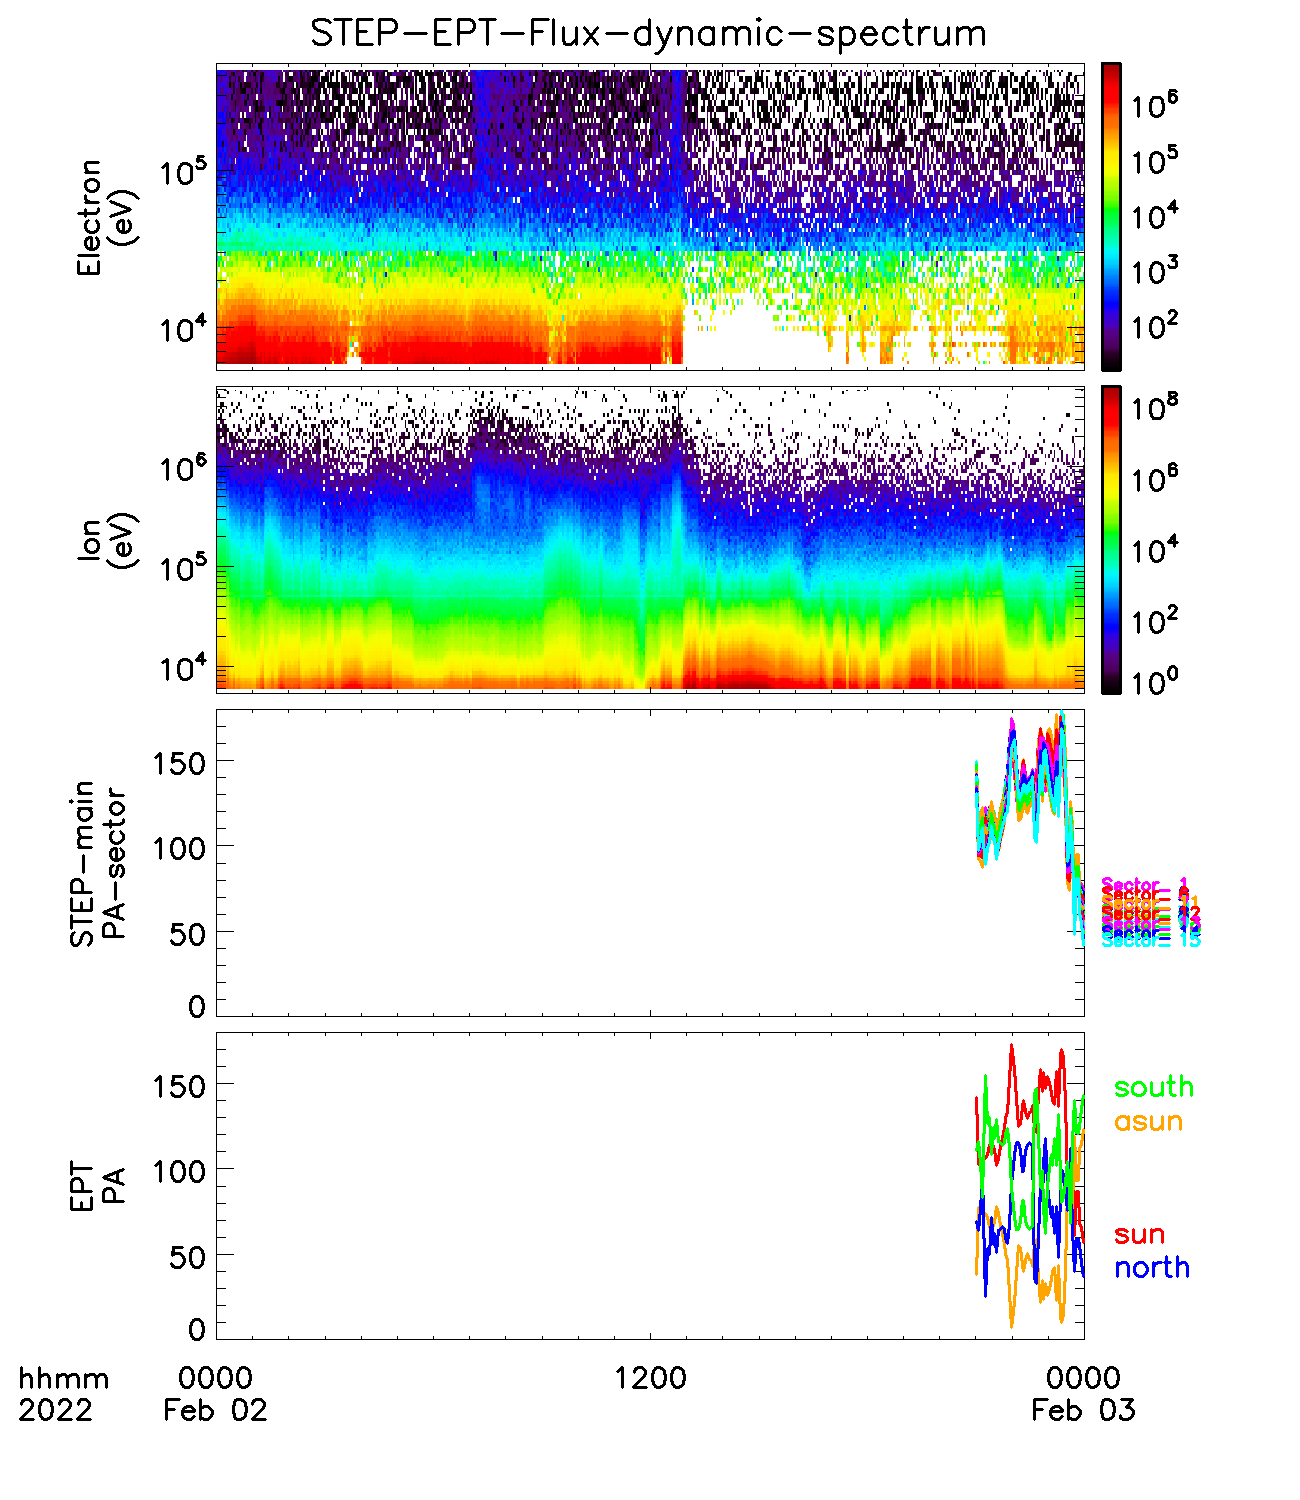 STEP-EPT-Flux-dynamic-spectrum
Electron
(eV)
10^5
10^4
10^6
10^5
10^4
10^3
10^2
Ion
(eV)
10^6
10^5
10^4
10^8
10^6
10^4
10^2
10^0
STEP-main
PA-sector
150
100
50
0
Sector- 1
Sector- 15
EPT
PA
150
100
50
0
south
asun
sun
north
hhmm 0000 1200 0000
2022 Feb 02 Feb 03